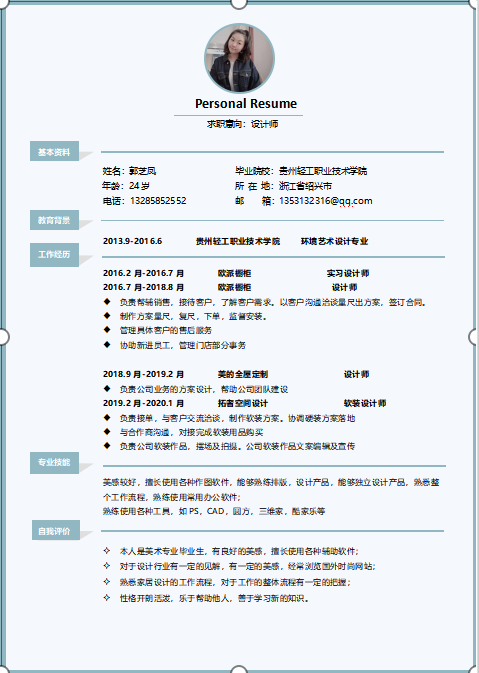 Personal Resume
求职意向：设计师
基本资料
姓名：郭芝凤 毕业院校：贵州轻工职业技术学院
年龄：24 岁 所 在 地：浙江省绍兴市
电话：13285852552 邮 箱：1353132316@qq.com
教育背景
2013.9-2016.6 贵州轻工职业技术学院 环境艺术设计专业
工作经历
2016.2 月-2016.7 月 欧派橱柜 实习设计师
2016.7 月-2018.8 月 欧派橱柜 设计师
◆ 负责帮辅销售，接待客户，了解客户需求。以客户沟通洽谈量尺出方案，签订合同。
◆ 制作方案量尺，复尺，下单，监督安装。
◆ 管理具体客户的售后服务
◆ 协助新进员工，管理门店部分事务
2018.9 月-2019.2 月 美的全屋定制 设计师
◆ 负责公司业务的方案设计，帮助公司团队建设
2019.2 月-2020.1 月 拓者空间设计 软装设计师
◆ 负责接单，与客户交流洽谈，制作软装方案。协调硬装方案落地
◆ 与合作商沟通，对接完成软装用品购买
◆ 负责公司软装作品，摆场及拍摄。公司软装作品文案编辑及宣传
专业技能
美感较好，擅长使用各种作图软件，能够熟练排版，设计产品，能够独立设计产品，熟悉整
个工作流程，熟练使用常用办公软件；
熟练使用各种工具，如 PS，CAD，圆方，三维家，酷家乐等
自我评价
✧ 本人是美术专业毕业生，有良好的美感，擅长使用各种辅助软件；
✧ 对于设计行业有一定的见解，有一定的美感，经常浏览国外时尚网站；
✧ 熟悉家居设计的工作流程，对于工作的整体流程有一定的把握；
✧ 性格开朗活泼，乐于帮助他人，善于学习新的知识。